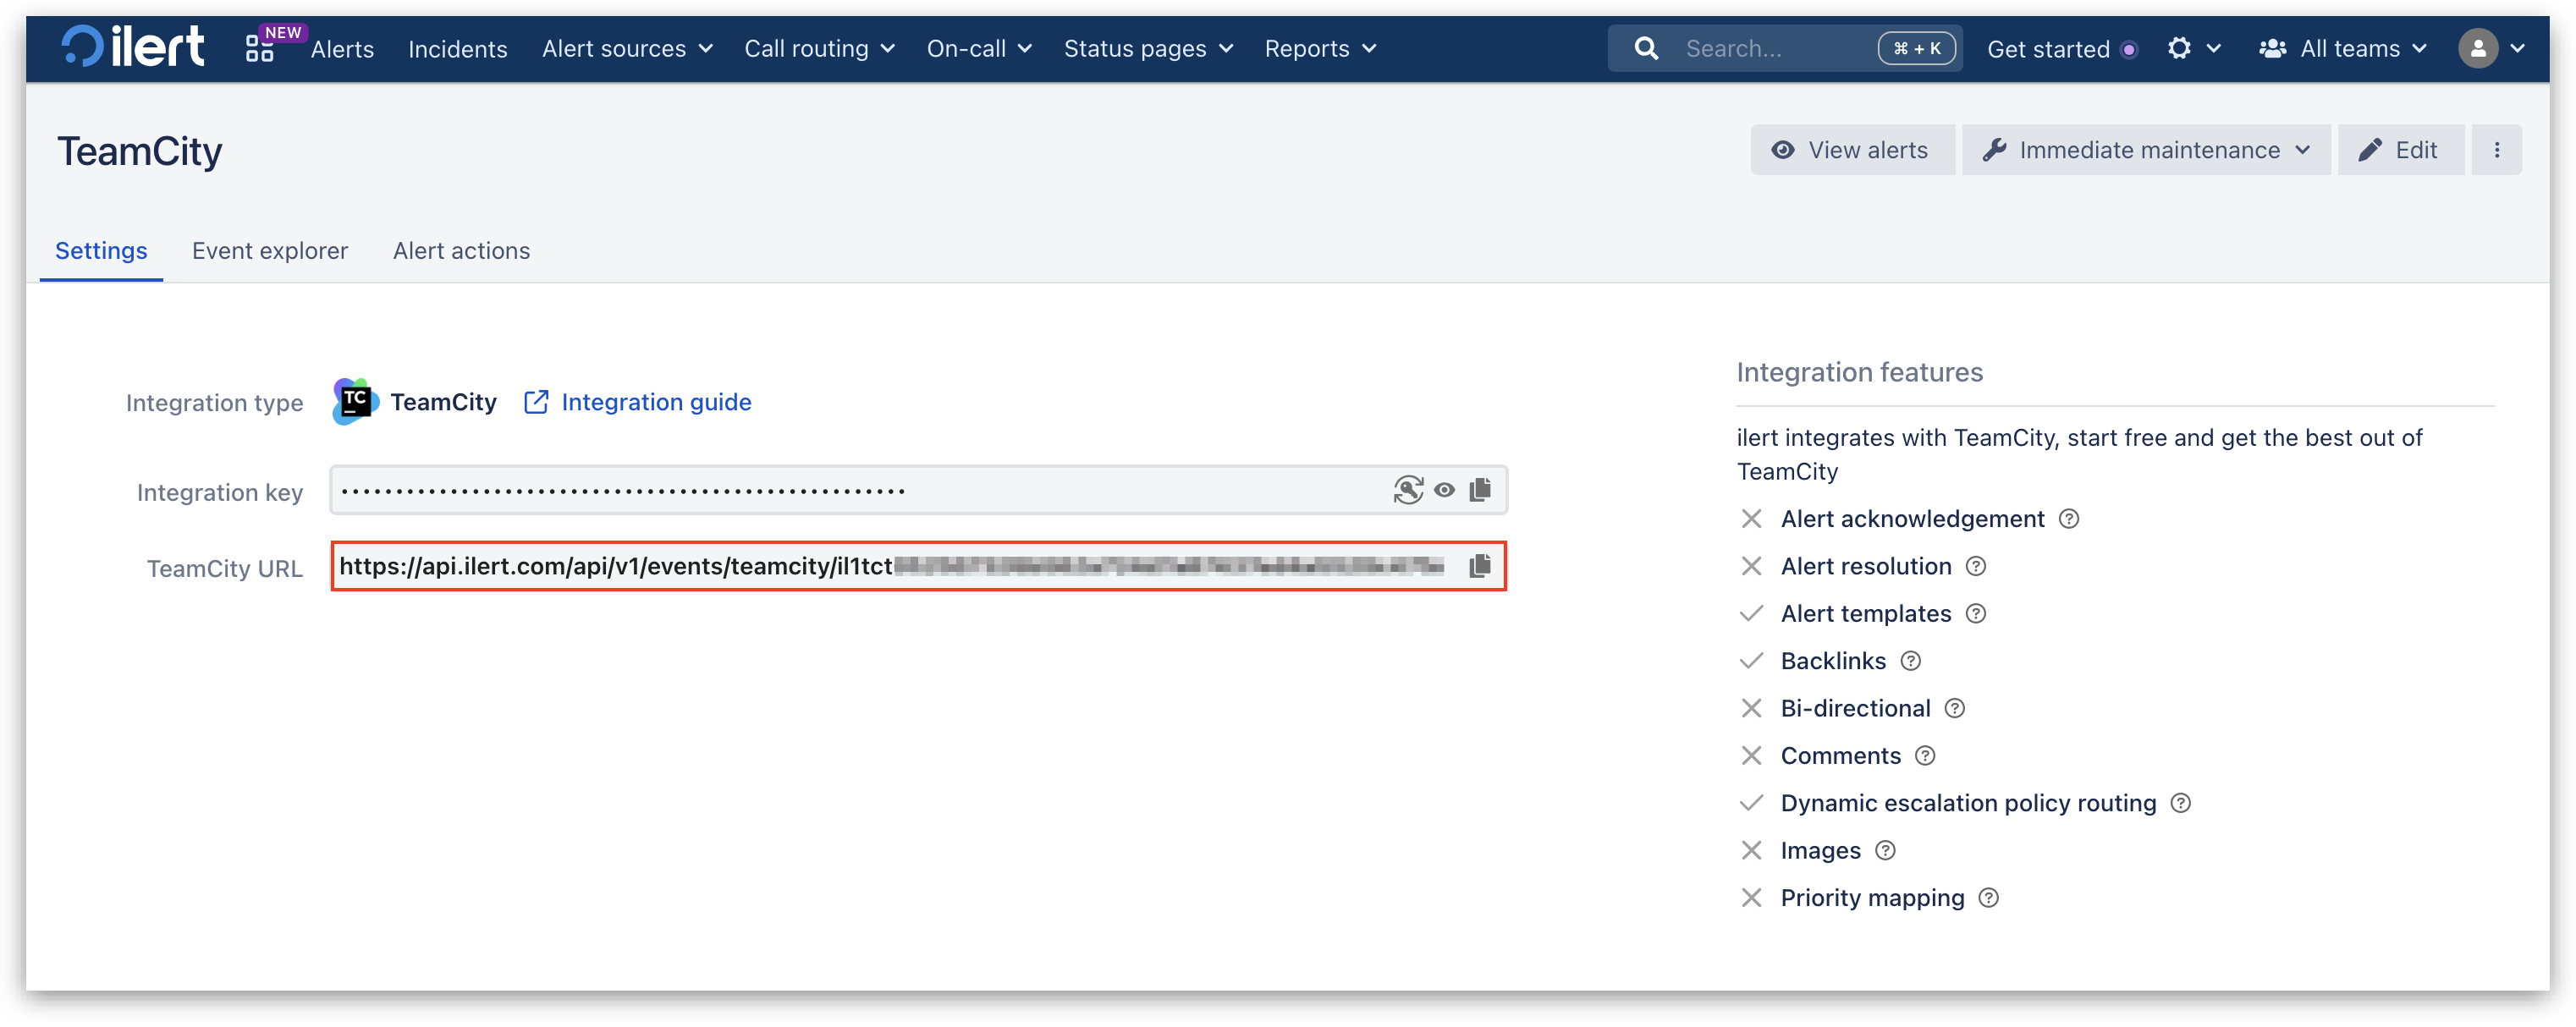 ilert NEW Alerts Incidents Alert sources Call routing On-call Status pages Reports Search... ⌘ + K Get started All teams
TeamCity
View alerts Immediate maintenance Edit
Settings Event explorer Alert actions
Integration type TC TeamCity Integration guide
Integration key
TeamCity URL https://api.ilert.com/api/v1/events/teamcity/il1tct
Integration features
ilert integrates with TeamCity, start free and get the best out of
TeamCity
Alert acknowledgement
Alert resolution
Alert templates
Backlinks
Bi-directional
Comments
Dynamic escalation policy routing
Images
Priority mapping